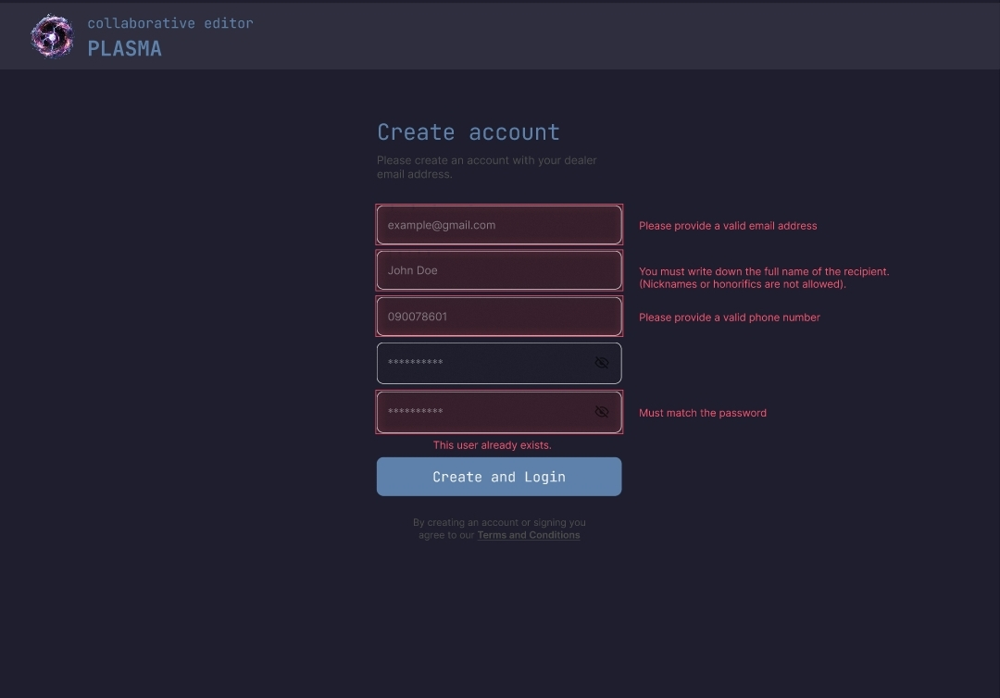 collaborative editor
PLASMA
Create account
Please create an account with your dealer
email address.
example@gmail.com
Please provide a valid email address
John Doe
You must write down the full name of the recipient.
(Nicknames or honorifics are not allowed).
090078601
Please provide a valid phone number
**********
**********
Must match the password
This user already exists.
Create and Login
By creating an account or signing you
agree to our Terms and Conditions